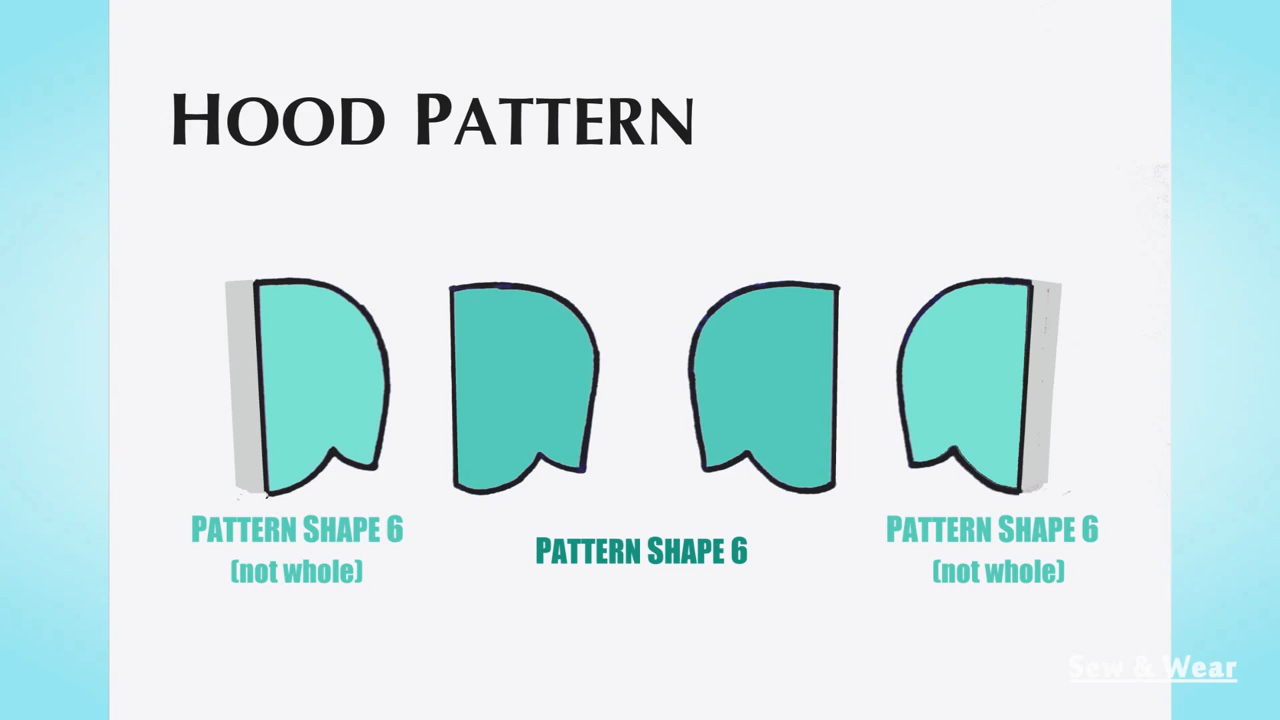 HOOD PATTERN
PATTERN SHAPE 6
(not whole)
PATTERN SHAPE 6
PATTERN SHAPE 6
(not whole)
Sew & Wear